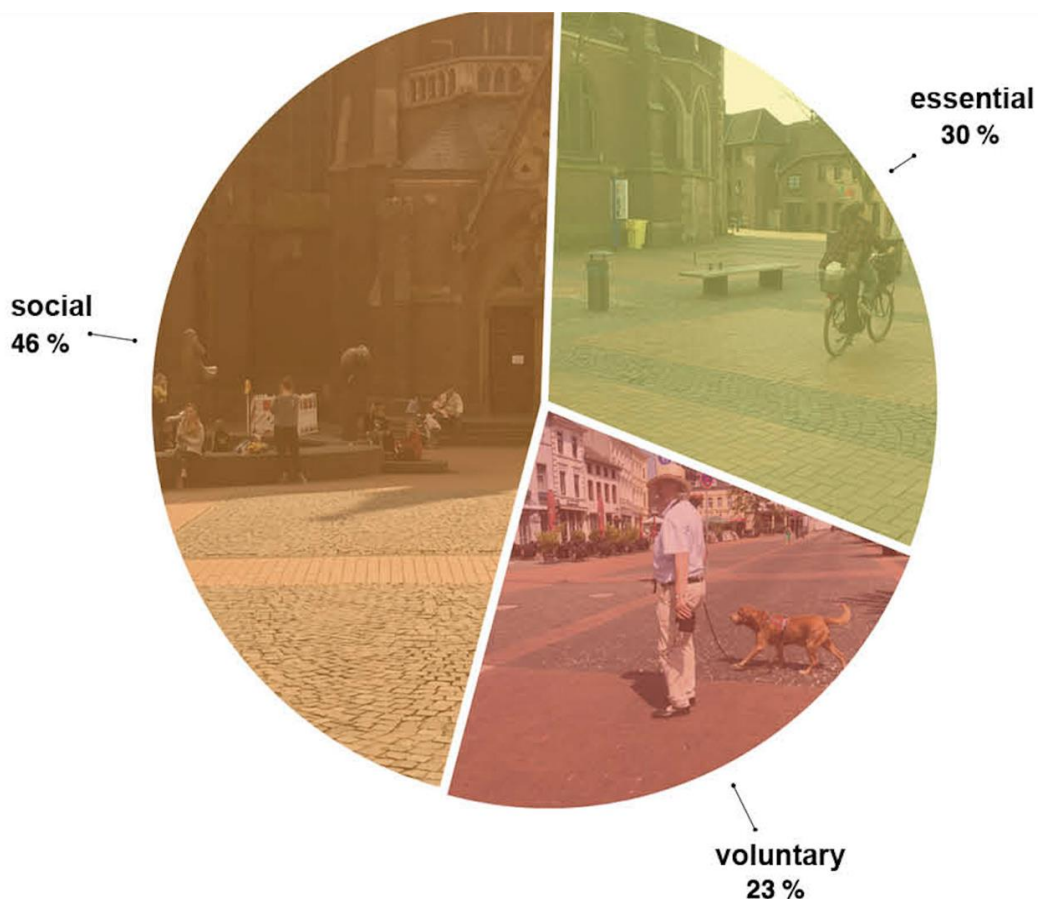 essential
30 %
social
46 %
voluntary
23 %